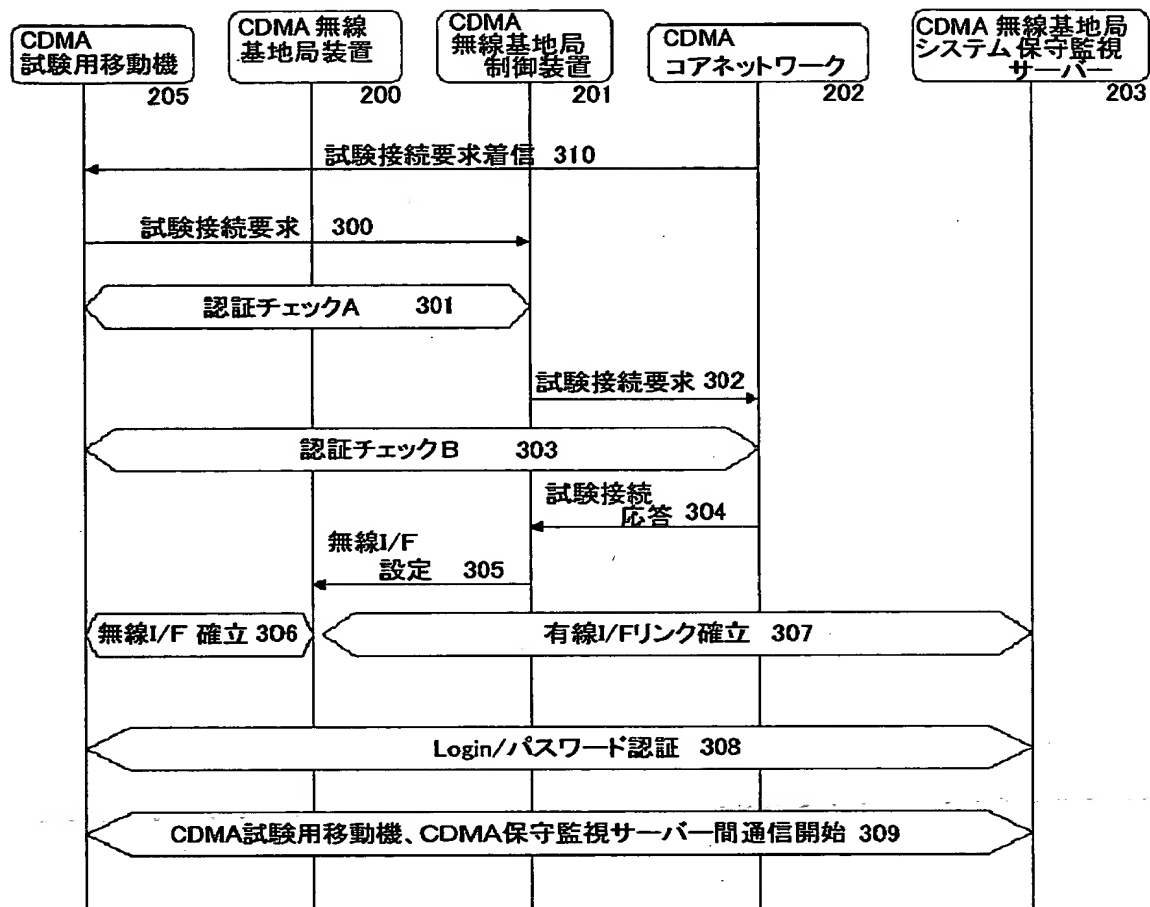 CDMA
試験用移動機
205
CDMA 無線
基地局装置
200
CDMA
無線基地局
制御装置
201
CDMA
コアネットワーク
202
CDMA 無線基地局
システム保守監視
サーバー
203
試験接続要求着信 310
試験接続要求 300
認証チェックA 301
試験接続要求 302
認証チェックB 303
試験接続
応答 304
無線I/F
設定 305
無線I/F 確立 306
有線I/Fリンク確立 307
Login/パスワード認証 308
CDMA試験用移動機、CDMA保守監視サーバー間通信開始 309